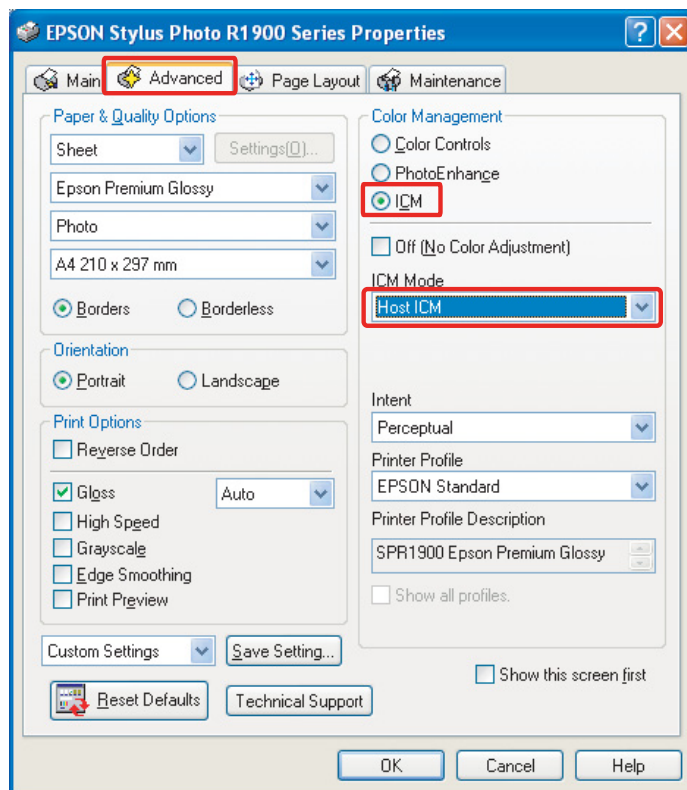 EPSON Stylus Photo R1900 Series Properties
Main
Advanced
Page Layout
Maintenance
Paper & Quality Options
Sheet
Settings(O)...
Epson Premium Glossy
Photo
A4 210 x 297 mm
Borders
Borderless
Orientation
Portrait
Landscape
Print Options
Reverse Order
Gloss
Auto
High Speed
Grayscale
Edge Smoothing
Print Preview
Custom Settings
Save Setting...
Reset Defaults
Technical Support
Color Management
Color Controls
PhotoEnhance
ICM
Off (No Color Adjustment)
ICM Mode
Host ICM
Intent
Perceptual
Printer Profile
EPSON Standard
Printer Profile Description
SPR1900 Epson Premium Glossy
Show all profiles.
Show this screen first
OK
Cancel
Help